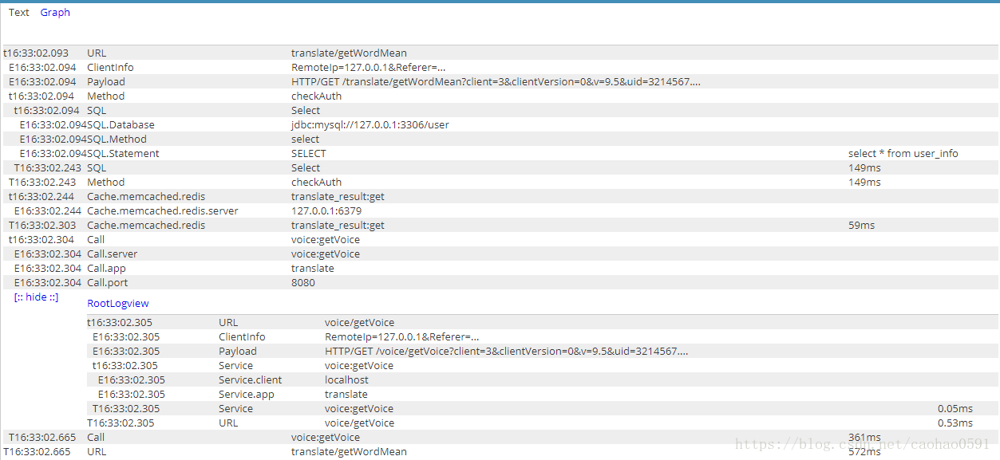 Text Graph
t16:33:02.093 URL translate/getWordMean
E16:33:02.094 ClientInfo RemoteIp=127.0.0.1&Referer=...
E16:33:02.094 Payload HTTP/GET /translate/getWordMean?client=3&clientVersion=0&v=9.5&uid=3214567....
t16:33:02.094 Method checkAuth
t16:33:02.094 SQL Select
E16:33:02.094SQL.Database jdbc:mysql://127.0.0.1:3306/user
E16:33:02.094SQL.Method select
E16:33:02.094SQL.Statement SELECT select * from user_info
T16:33:02.243 SQL Select 149ms
T16:33:02.243 Method checkAuth 149ms
t16:33:02.244 Cache.memcached.redis translate_result:get
E16:33:02.244 Cache.memcached.redis.server 127.0.0.1:6379
T16:33:02.303 Cache.memcached.redis translate_result:get 59ms
t16:33:02.304 Call voice:getVoice
E16:33:02.304 Call.server voice:getVoice
E16:33:02.304 Call.app translate
E16:33:02.304 Call.port 8080
[:: hide ::]
RootLogview
t16:33:02.305 URL voice/getVoice
E16:33:02.305 ClientInfo RemoteIp=127.0.0.1&Referer=...
E16:33:02.305 Payload HTTP/GET /voice/getVoice?client=3&clientVersion=0&v=9.5&uid=3214567....
t16:33:02.305 Service voice:getVoice
E16:33:02.305 Service.client localhost
E16:33:02.305 Service.app translate
T16:33:02.305 Service voice:getVoice 0.05ms
T16:33:02.305 URL voice/getVoice 0.53ms
T16:33:02.665 Call voice:getVoice 361ms
T16:33:02.665 URL translate/getWordMean 572ms
https://blog.csdn.net/caohao0591